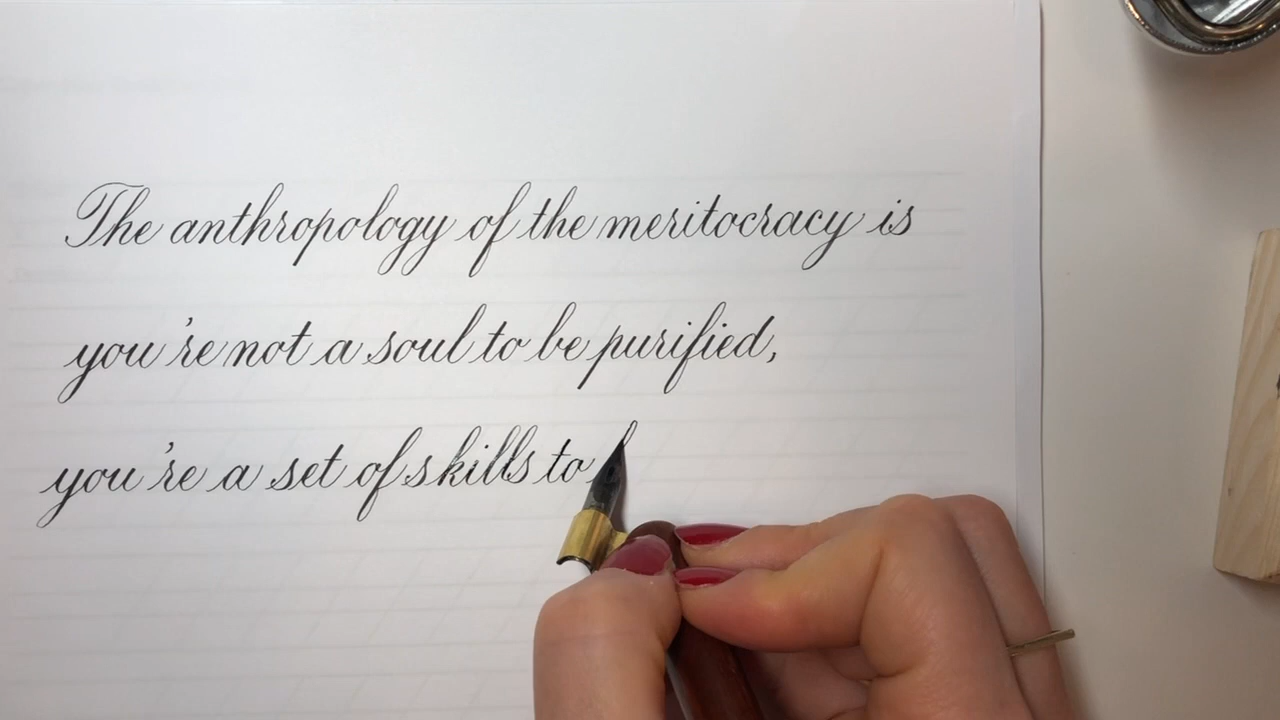 The anthropology of the meritocracy is
you're not a soul to be purified,
you're a set of skills to